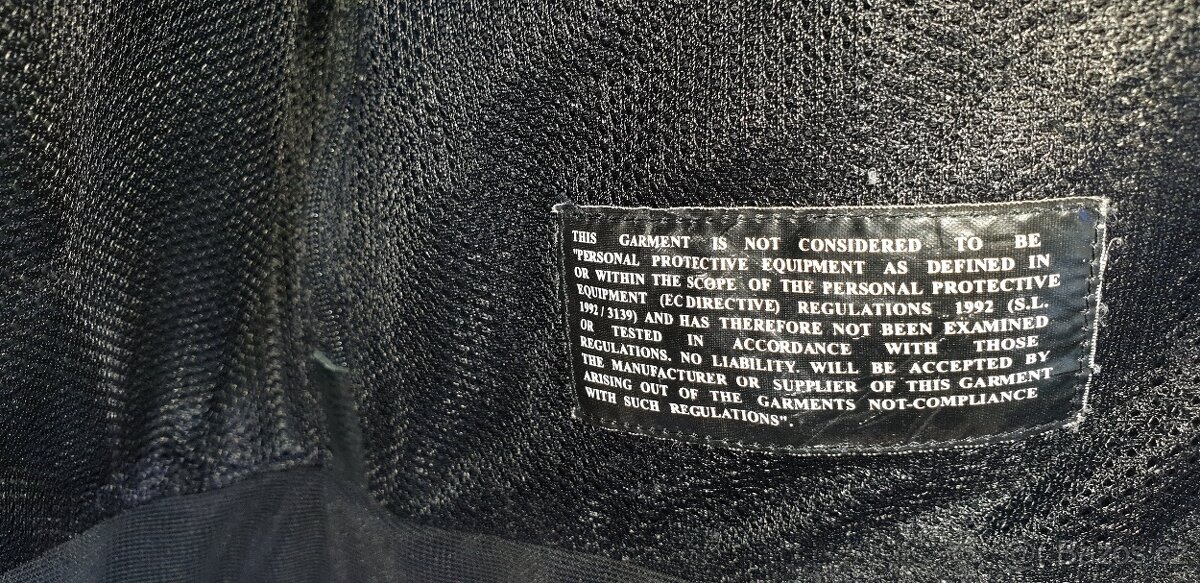 THIS GARMENT IS NOT CONSIDERED TO BE
"PERSONAL PROTECTIVE EQUIPMENT AS DEFINED IN
OR WITHIN THE SCOPE OF THE PERSONAL PROTECTIVE
EQUIPMENT (EC DIRECTIVE) REGULATIONS 1992 (S.L.
1992/3139) AND HAS THEREFORE NOT BEEN EXAMINED
OR TESTED IN ACCORDANCE WITH THOSE
REGULATIONS. NO LIABILITY. WILL BE ACCEPTED BY
THE MANUFACTURER OR SUPPLIER OF THIS GARMENT
ARISING OUT OF THE GARMENTS NOT-COMPLIANCE
WITH SUCH REGULATIONS".